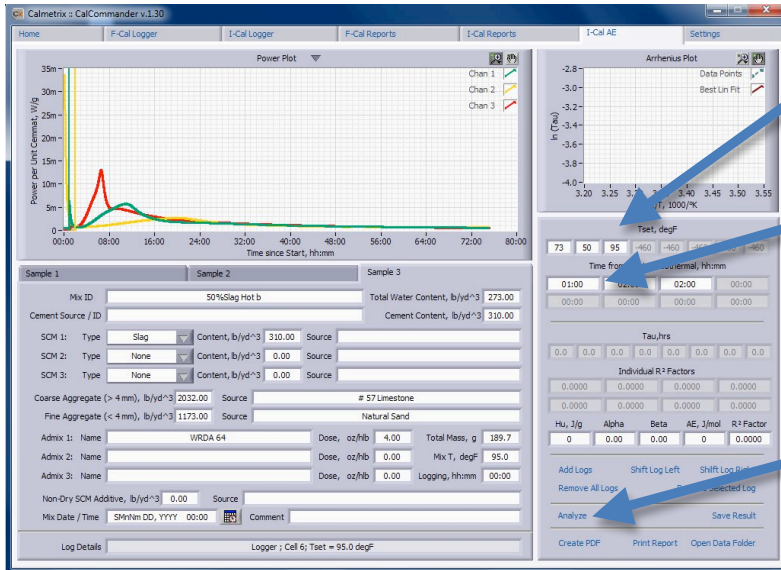 Calmetrix :: CalCommander v.1.30
Home F-Cal Logger I-Cal Logger F-Cal Reports I-Cal Reports I-Cal AE Settings
Power Plot
Chan 1
Chan 2
Chan 3
Power per Unit Cemmat, W/g
35m
30m
25m
20m
15m
10m
5m
0
00:00 08:00 16:00 24:00 32:00 40:00 48:00 56:00 64:00 72:00 80:00
Time since Start, hh:mm
Arrhenius Plot
Data Points
Best Lin Fit
ln (Tau)
-2.8
-3.0
-3.2
-3.4
-3.6
-3.8
-4.0
3.20 3.25 3.40 3.45 3.50 3.55
1000/°K
Sample 1 Sample 2 Sample 3
Mix ID 50%Slag Hot b Total Water Content, lb/yd^3 273.00
Cement Source / ID Cement Content, lb/yd^3 310.00
SCM 1: Type Slag Content, lb/yd^3 310.00 Source
SCM 2: Type None Content, lb/yd^3 0.00 Source
SCM 3: Type None Content, lb/yd^3 0.00 Source
Coarse Aggregate (> 4 mm), lb/yd^3 2032.00 Source # 57 Limestone
Fine Aggregate (< 4 mm), lb/yd^3 1173.00 Source Natural Sand
Admix 1: Name WRDA 64 Dose, oz/hlb 4.00 Total Mass, g 189.7
Admix 2: Name Dose, oz/hlb 0.00 Mix T, degF 95.0
Admix 3: Name Dose, oz/hlb 0.00 Logging, hh:mm 00:00
Non-Dry SCM Additive, lb/yd^3 0.00 Source
Mix Date / Time SMnNm DD, YYYY 00:00 Comment
Log Details Logger ; Cell 6; Tset = 95.0 degF
Tset, degF
73 50 95 -460 -460 -460
Time from hh:mm
01:00 02:00 02:00 00:00
00:00 00:00 00:00 00:00
Tau,hrs
0.0 0.0 0.0 0.0 0.0 0.0 0.0 0.0
Individual R² Factors
0.0000 0.0000 0.0000 0.0000
0.0000 0.0000 0.0000 0.0000
Hu, J/g Alpha Beta AE, J/mol R² Factor
0 0.00 0.00 0 0.0000
Add Logs Shift Log Left Shilft Log
Remove All Logs Selected Log
Analyze Save Result
Create PDF Print Report Open Data Folder